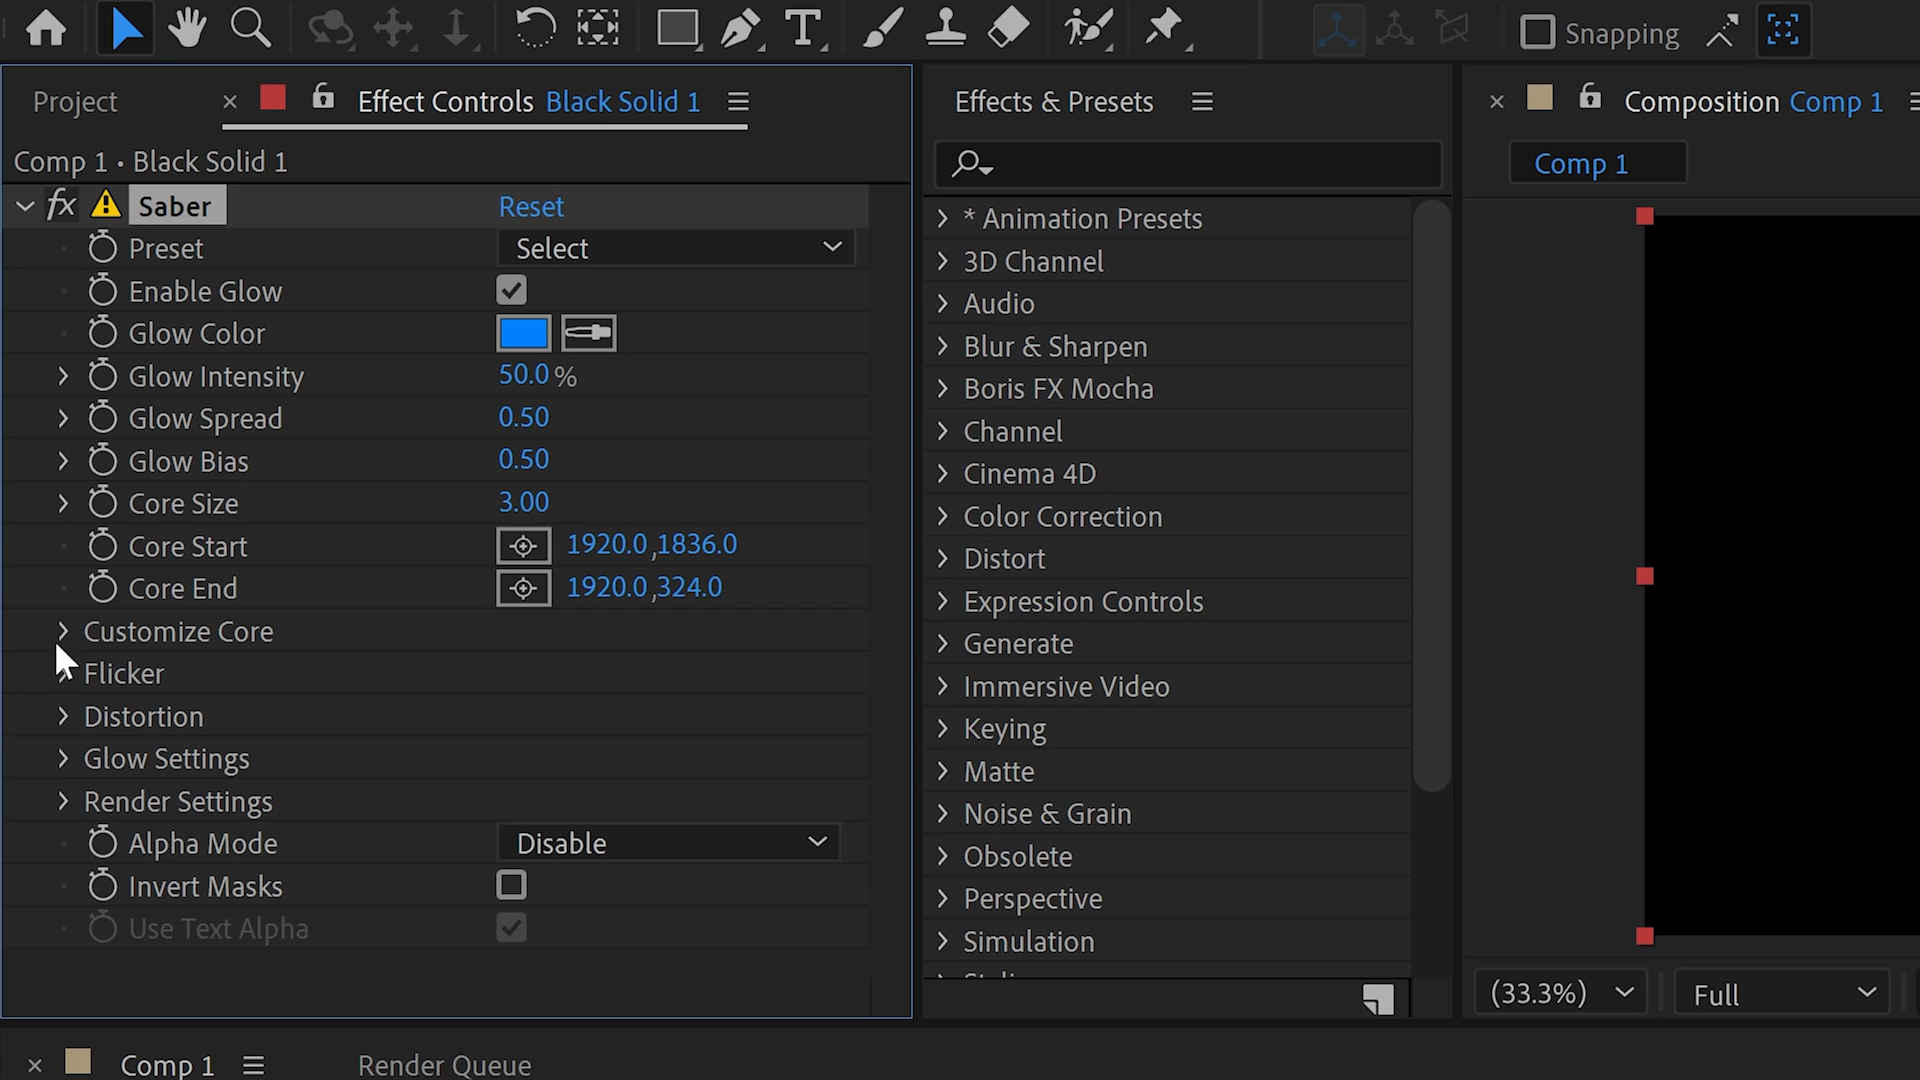 Snapping
Project
Effect Controls Black Solid 1
Effects & Presets
Composition Comp 1
Comp 1 • Black Solid 1
Comp 1
fx Saber Reset
Preset Select
Enable Glow
Glow Color
Glow Intensity 50.0 %
Glow Spread 0.50
Glow Bias 0.50
Core Size 3.00
Core Start 1920.0,1836.0
Core End 1920.0,324.0
Customize Core
Flicker
Distortion
Glow Settings
Render Settings
Alpha Mode Disable
Invert Masks
Use Text Alpha
* Animation Presets
3D Channel
Audio
Blur & Sharpen
Boris FX Mocha
Channel
Cinema 4D
Color Correction
Distort
Expression Controls
Generate
Immersive Video
Keying
Matte
Noise & Grain
Obsolete
Perspective
Simulation
(33.3%) Full
Comp 1
Render Queue